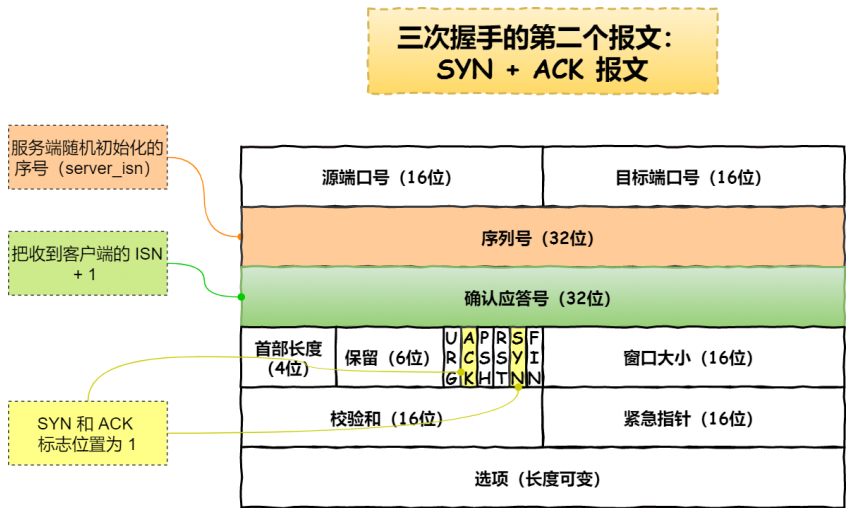 三次握手的第二个报文：
SYN + ACK 报文
服务端随机初始化的
序号（server_isn）
源端口号（16位）
目标端口号（16位）
序列号（32位）
把收到客户端的 ISN
+ 1
确认应答号（32位）
首部长度
（4位）
保留（6位）
URG
ACK
PSH
RST
SYN
FIN
窗口大小（16位）
SYN 和 ACK
标志位置为 1
校验和（16位）
紧急指针（16位）
选项（长度可变）